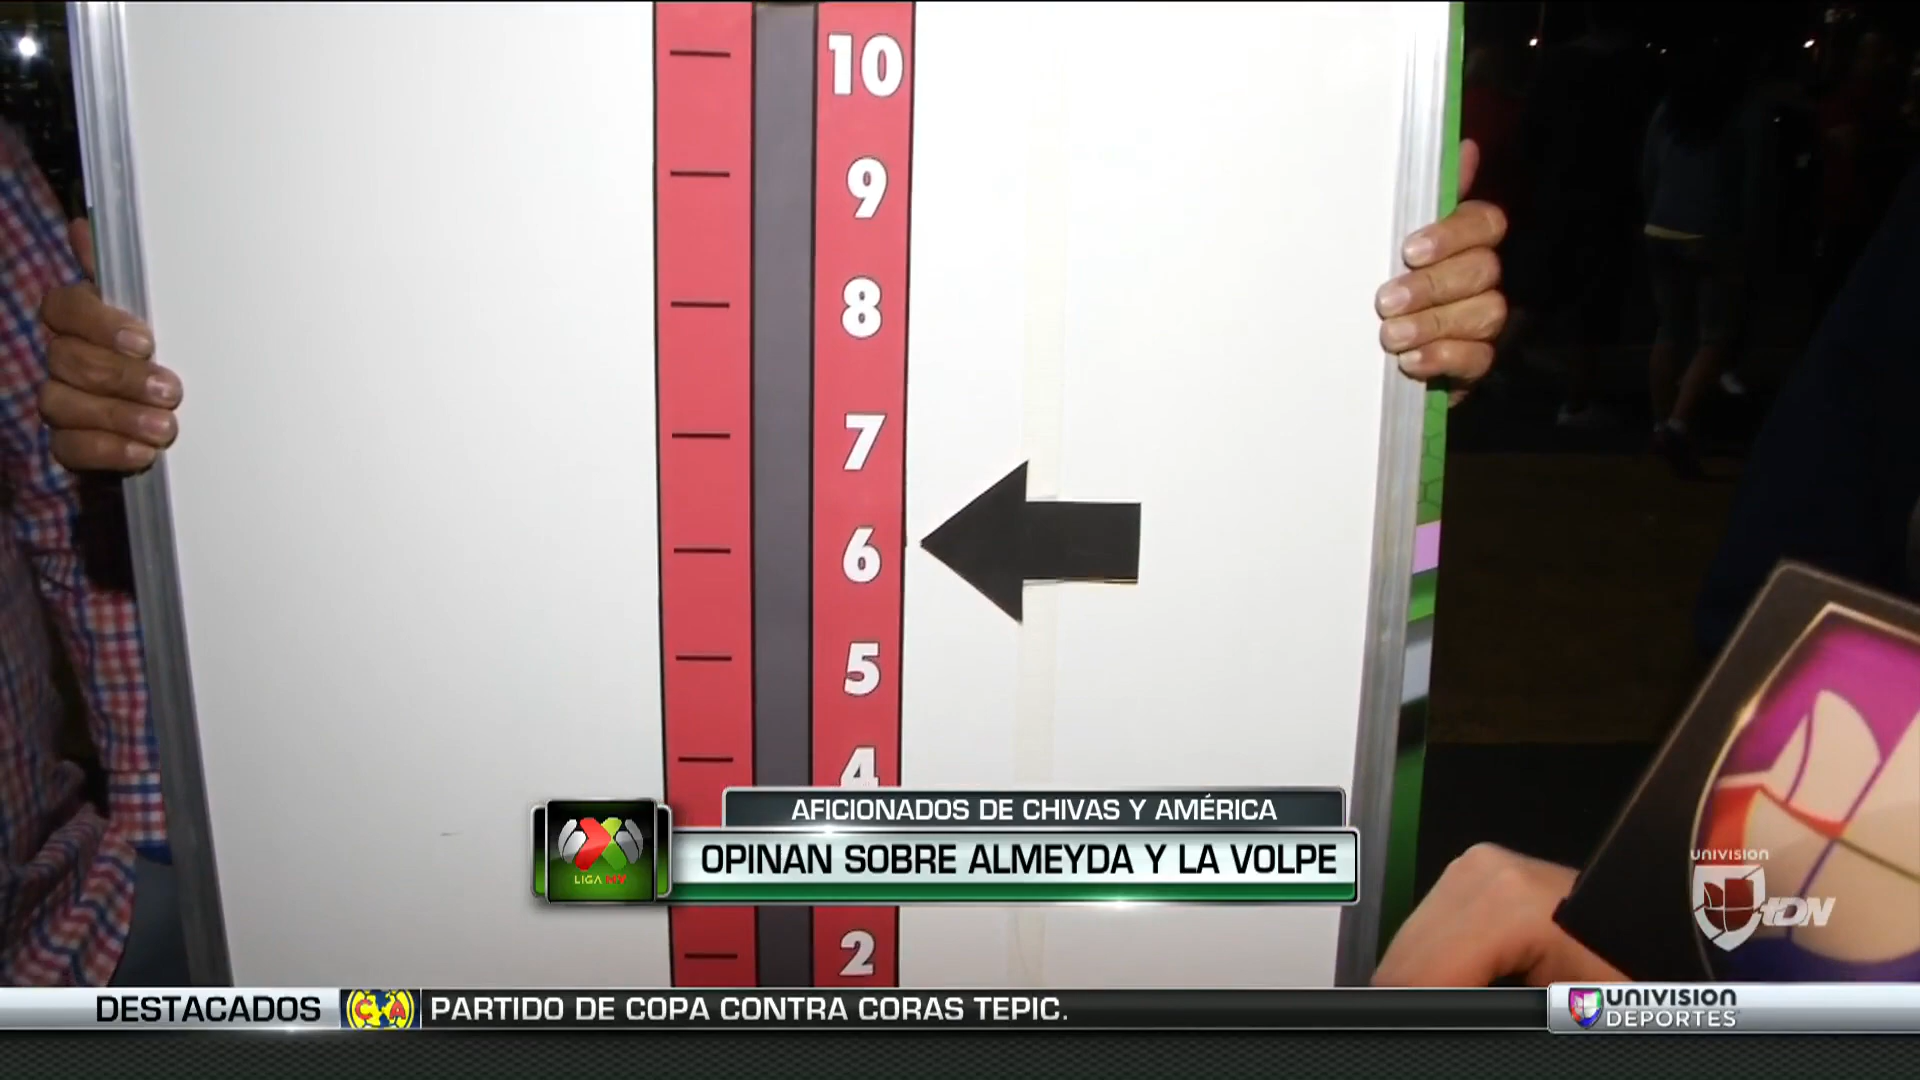 10
9
8
7
6
5
4
AFICIONADOS DE CHIVAS Y AMÉRICA
OPINAN SOBRE ALMEYDA Y LA VOLPE
LIGA MX
2
UNIVISION
tDN
DESTACADOS
CA
PARTIDO DE COPA CONTRA CORAS TEPIC.
UNIVISION
DEPORTES